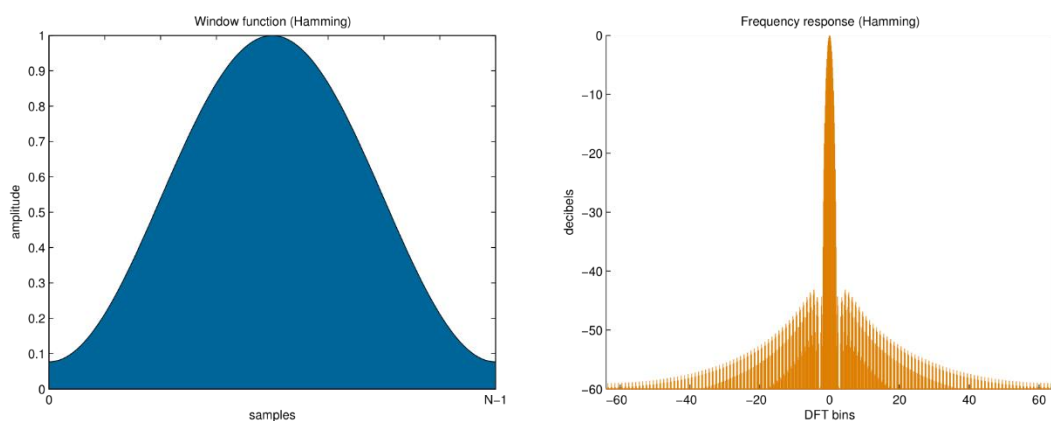 Window function (Hamming)
1
0.9
0.8
0.7
0.6
0.5
0.4
0.3
0.2
0.1
0
amplitude
0
N−1
samples
Frequency response (Hamming)
0
−10
−20
−30
−40
−50
−60
decibels
−60 −40 −20 0 20 40 60
DFT bins